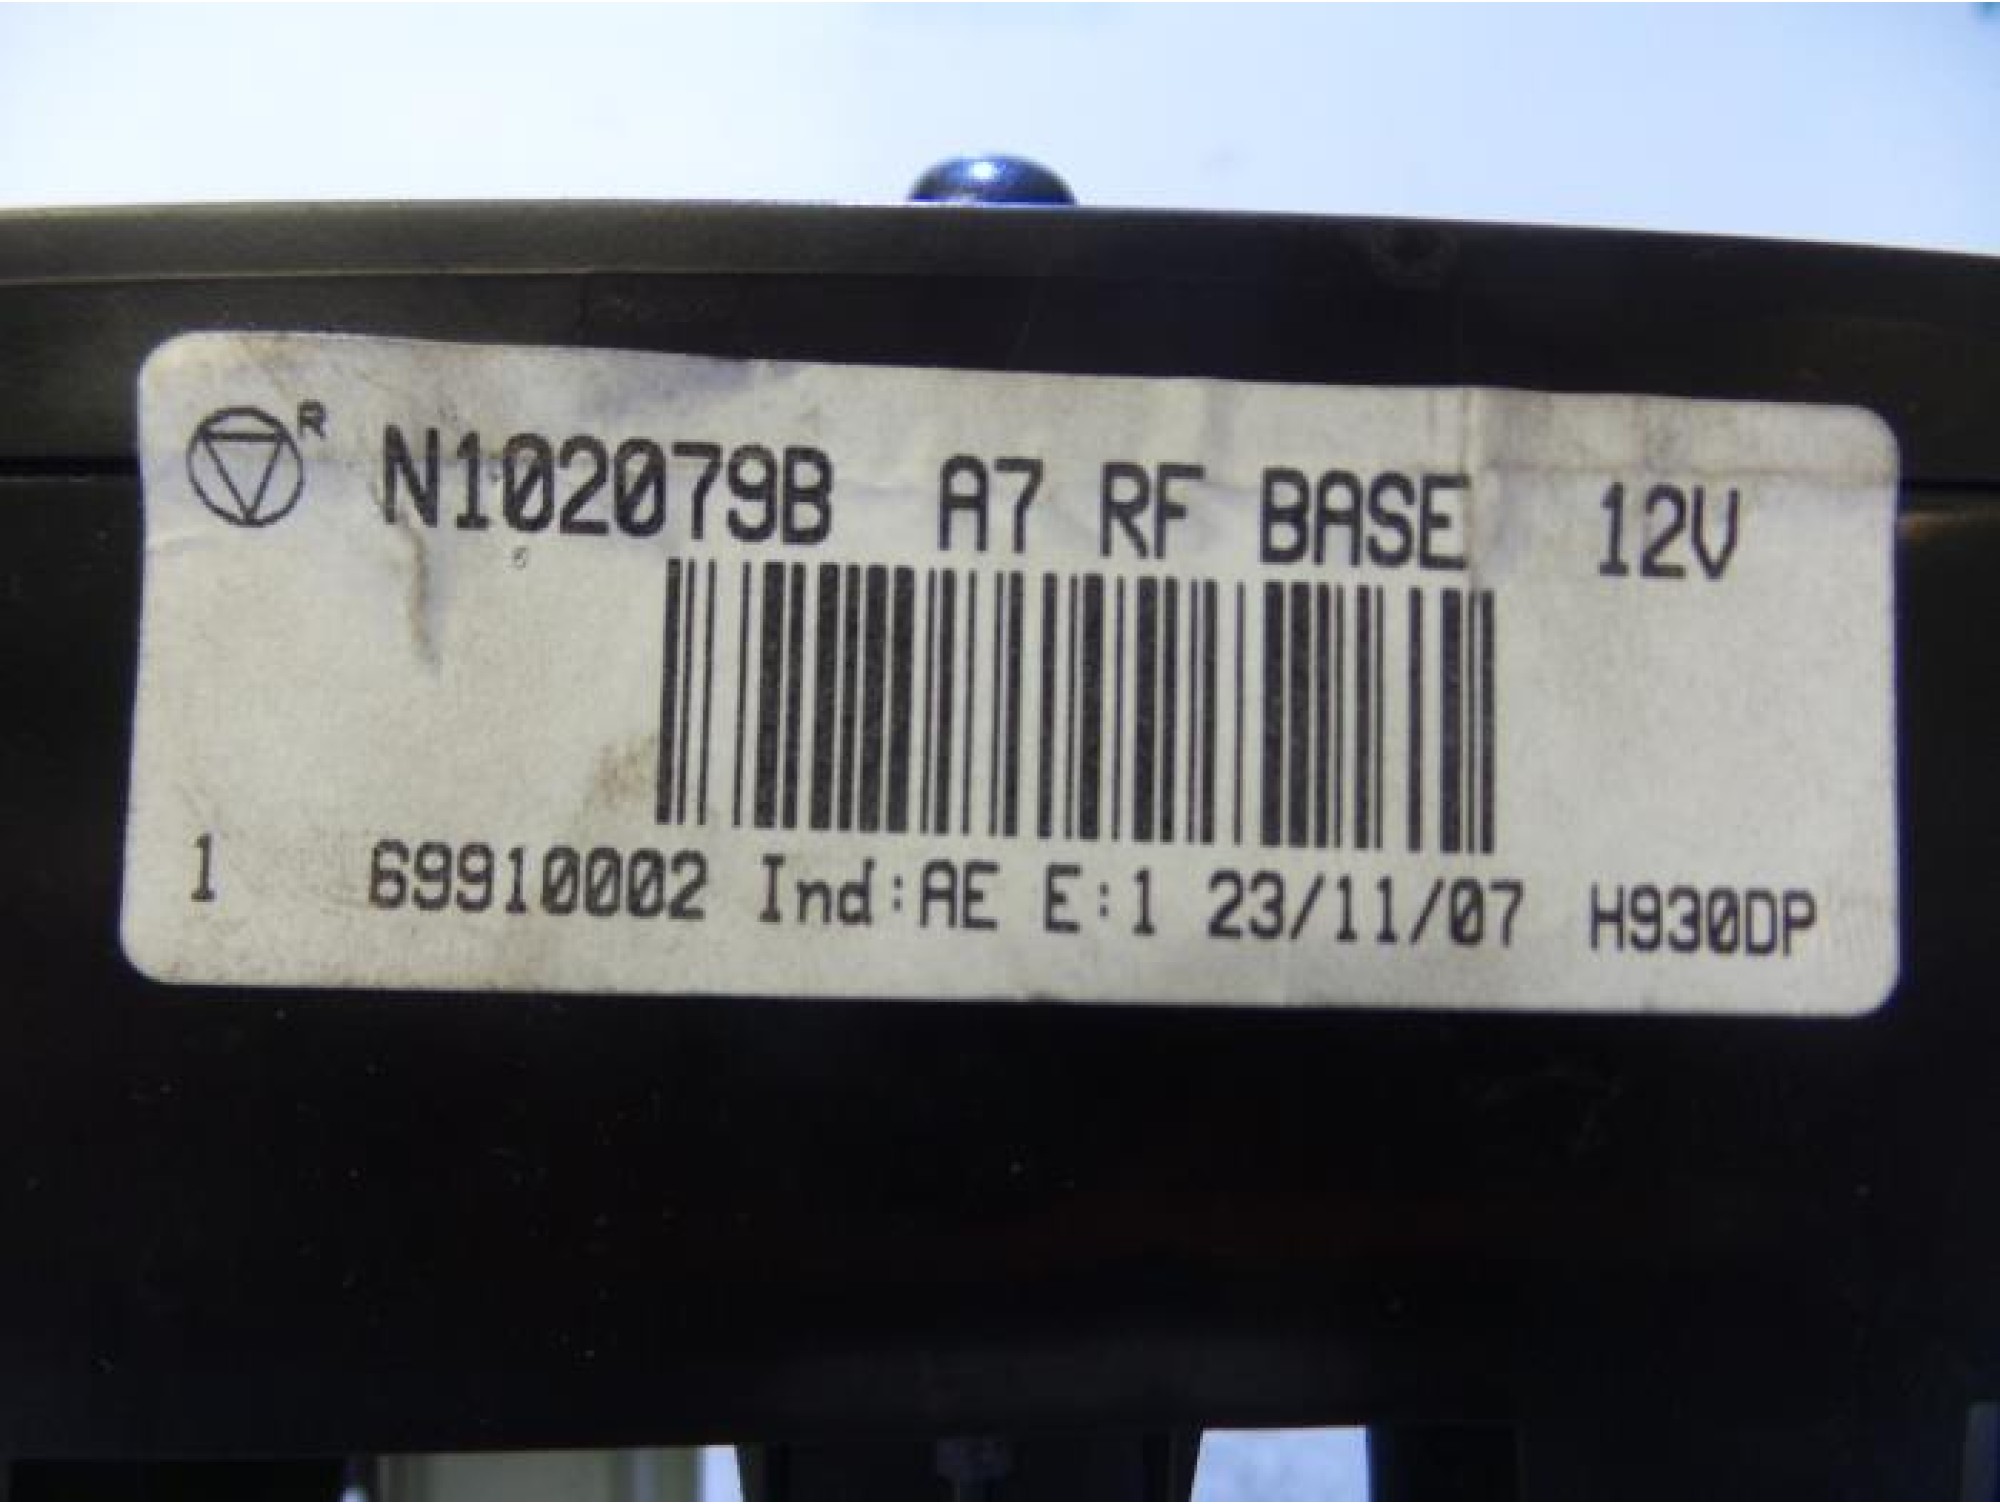 R
N102079B A7 RF BASE 12V
1 69910002 Ind:AE E:1 23/11/07 H930DP